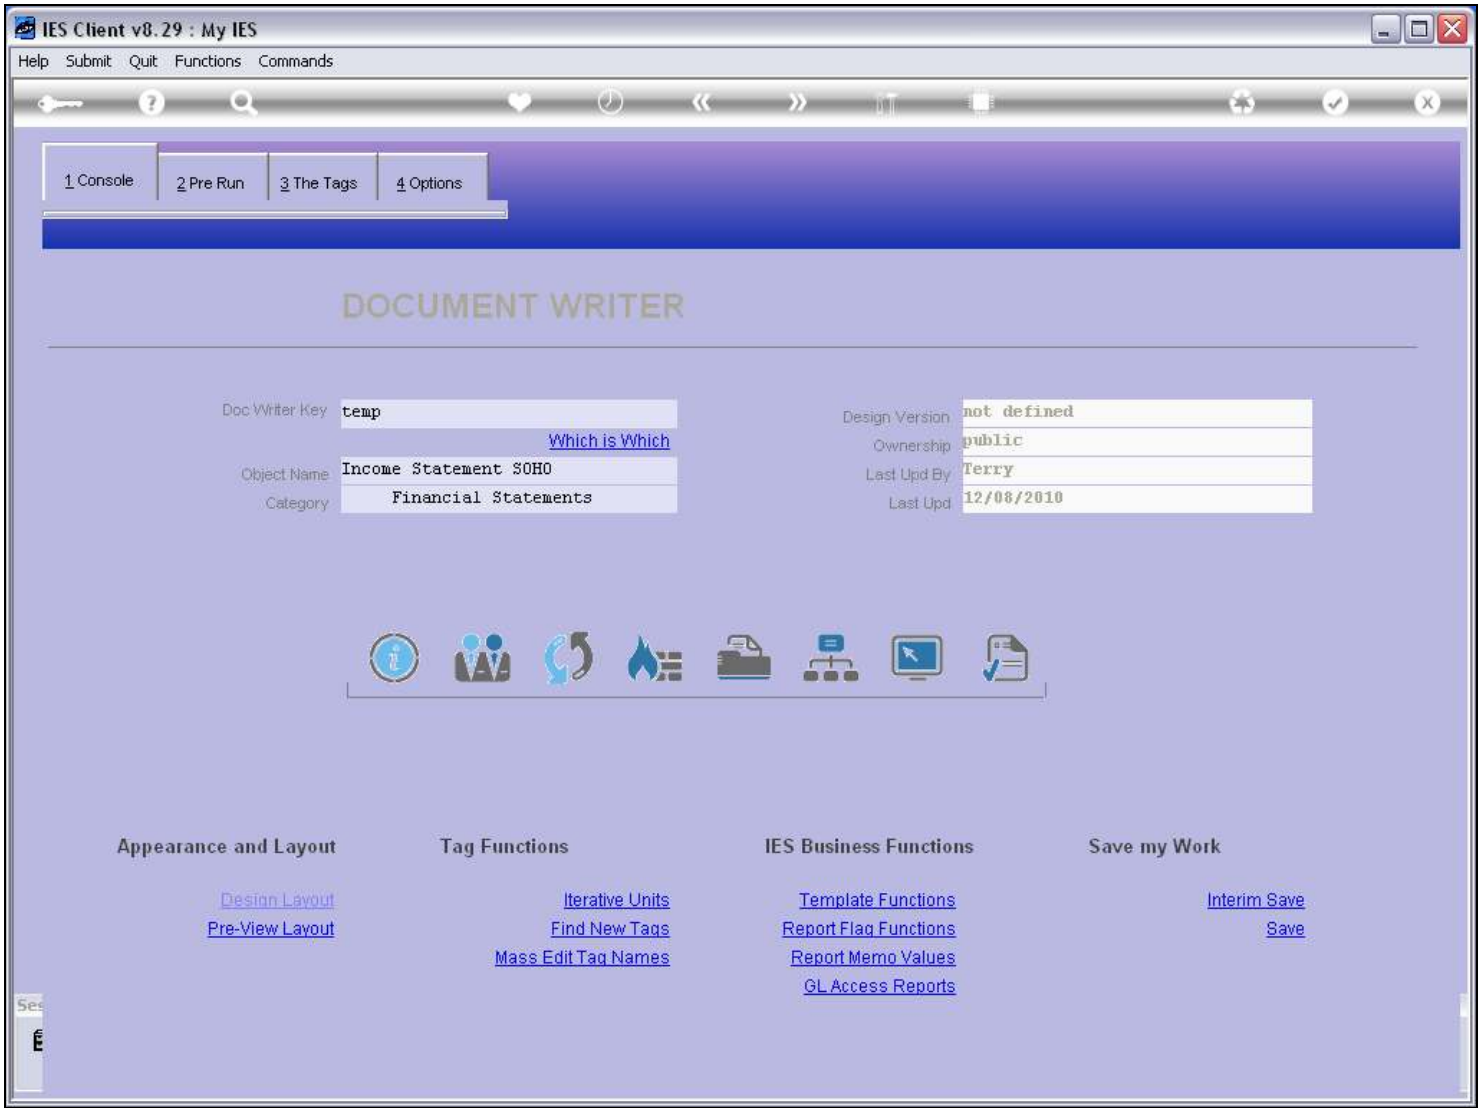 IES Client v8.29 : My IES
Help Submit Quit Functions Commands
1 Console
2 Pre Run
3 The Tags
4 Options
DOCUMENT WRITER
Doc Writer Key temp
Which is Which
Object Name Income Statement SOHO
Category Financial Statements
Design Version not defined
Ownership public
Last Upd By Terry
Last Upd 12/08/2010
Appearance and Layout
Design Layout
Pre-View Layout
Tag Functions
Iterative Units
Find New Tags
Mass Edit Tag Names
IES Business Functions
Template Functions
Report Flag Functions
Report Memo Values
GL Access Reports
Save my Work
Interim Save
Save
Ses